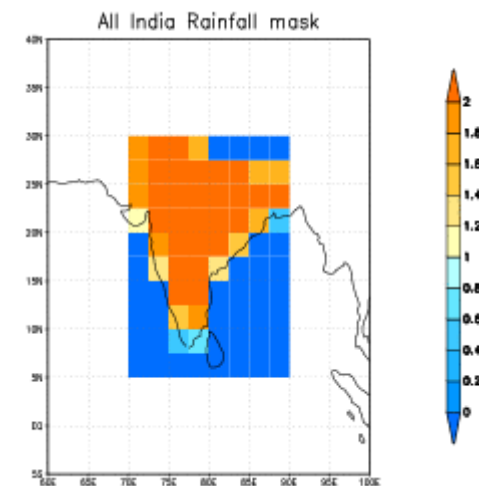 All India Rainfall mask
40N
35N
30N
25N
20N
15N
10N
5N
EQ
5S
60E 65E 70E 75E 80E 85E 90E 95E 100E
2
1.8
1.6
1.4
1.2
1
0.8
0.6
0.4
0.2
0